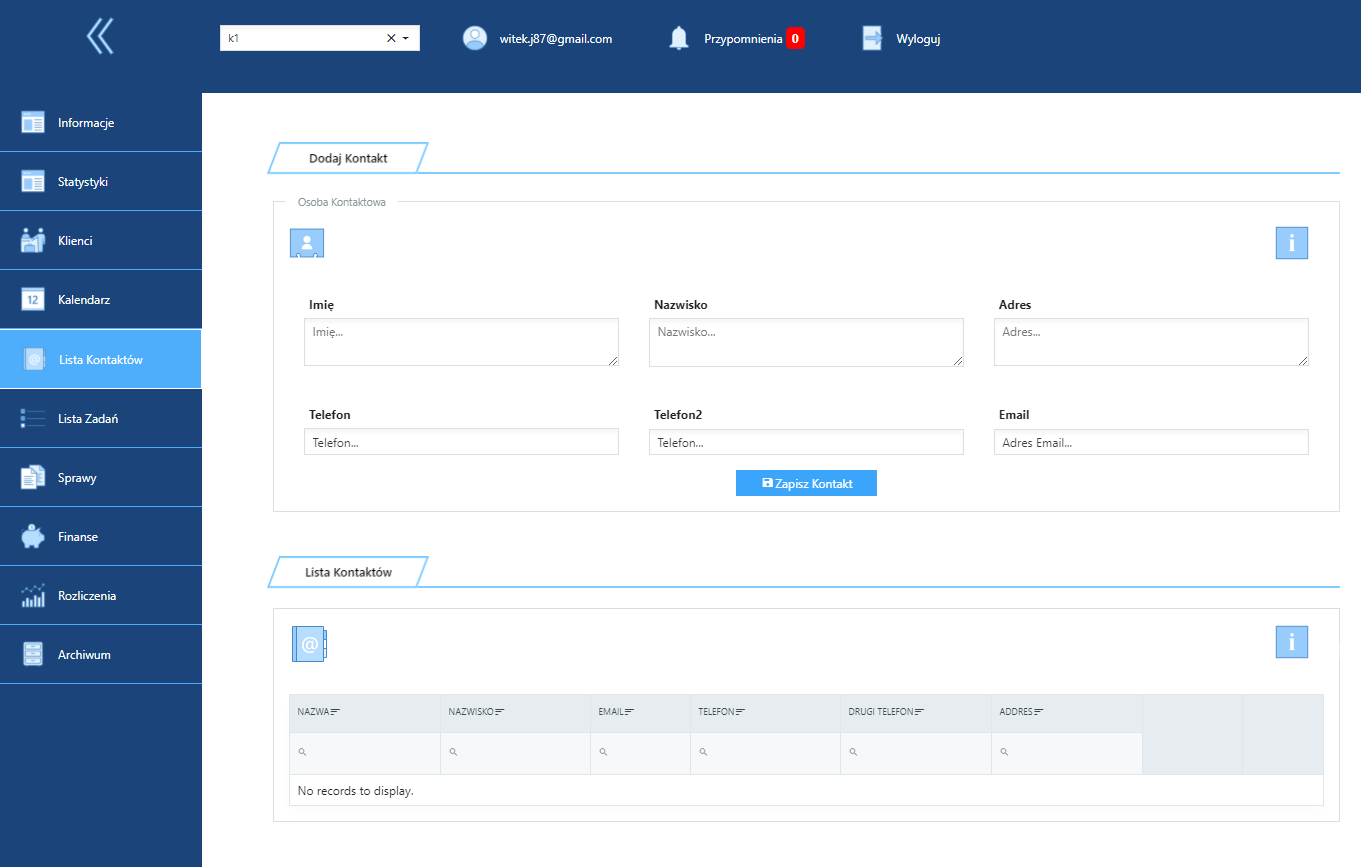 k1
witek.j87@gmail.com
Przypomnienia 0
Wyloguj
Informacje
Statystyki
Klienci
12 Kalendarz
@ Lista Kontaktów
Lista Zadań
Sprawy
Finanse
Rozliczenia
Archiwum
Dodaj Kontakt
Osoba Kontaktowa
i
Imię Nazwisko Adres
Imię... Nazwisko... Adres...
Telefon Telefon2 Email
Telefon... Telefon... Adres Email...
Zapisz Kontakt
Lista Kontaktów
@ i
NAZWA NAZWISKO EMAIL TELEFON DRUGI TELEFON ADDRES
No records to display.